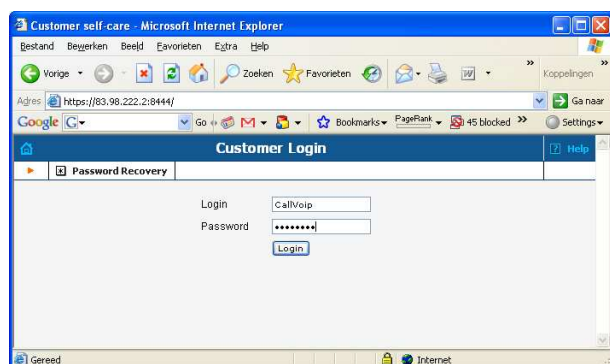 Customer self-care - Microsoft Internet Explorer
Bestand Bewerken Beeld Favorieten Extra Help
Vorige Zoeken Favorieten W Koppelingen
Adres https://83.98.222.2:8444/ Ga naar
Google G Go Bookmarks PageRank 45 blocked Settings
Customer Login ? Help
Password Recovery
Login CallVoip
Password ••••••••
Login
Gereed Internet